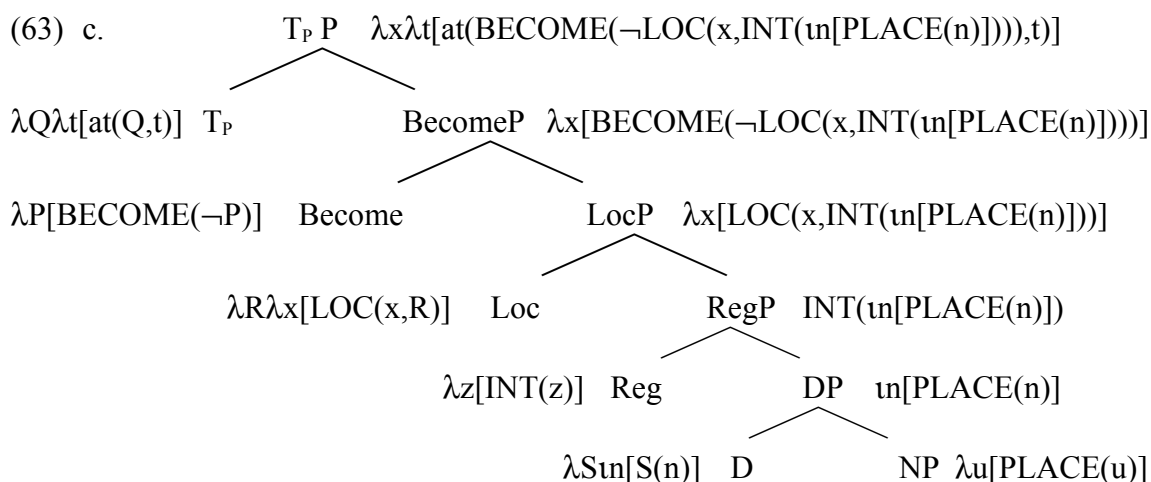 (63) c. T_P P λxλt[at(BECOME(¬LOC(x,INT(ιn[PLACE(n)]))),t)]
λQλt[at(Q,t)] T_P BecomeP λx[BECOME(¬LOC(x,INT(ιn[PLACE(n)])))]
λP[BECOME(¬P)] Become LocP λx[LOC(x,INT(ιn[PLACE(n)]))]
λRλx[LOC(x,R)] Loc RegP INT(ιn[PLACE(n)])
λz[INT(z)] Reg DP ιn[PLACE(n)]
λSιn[S(n)] D NP λu[PLACE(u)]